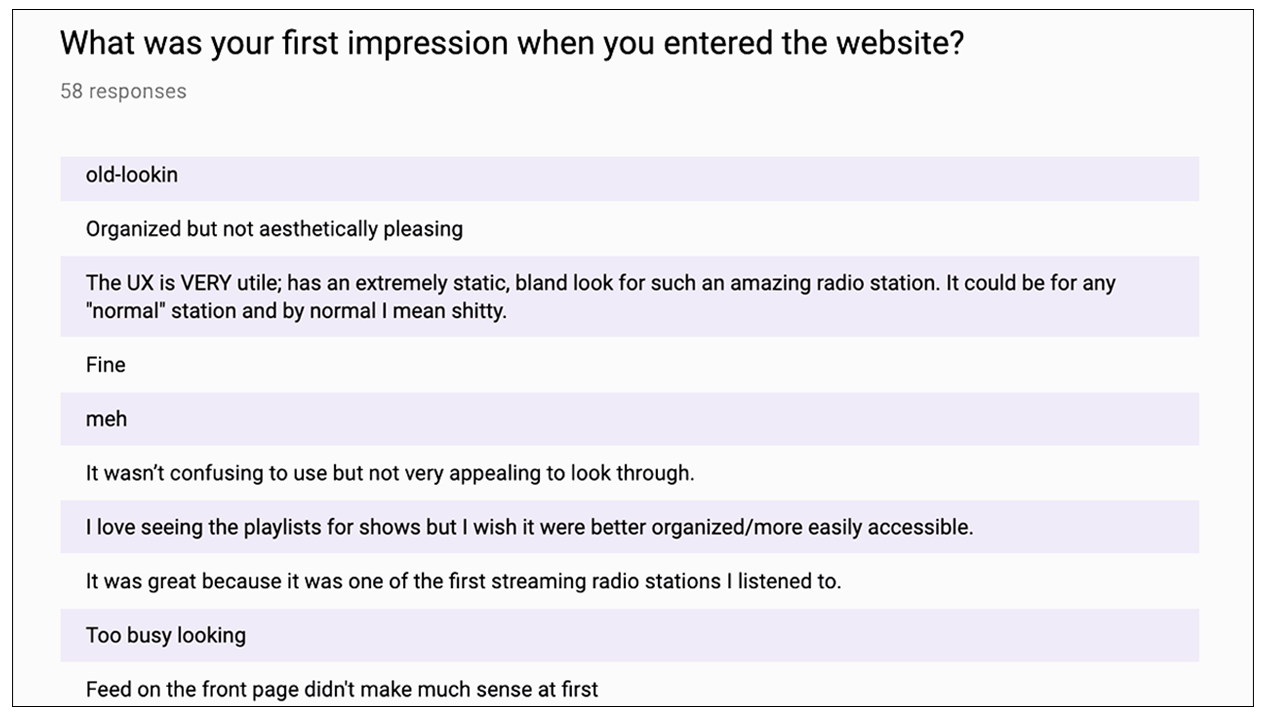 What was your first impression when you entered the website?
58 responses
old-lookin
Organized but not aesthetically pleasing
The UX is VERY utile; has an extremely static, bland look for such an amazing radio station. It could be for any
"normal" station and by normal I mean shitty.
Fine
meh
It wasn’t confusing to use but not very appealing to look through.
I love seeing the playlists for shows but I wish it were better organized/more easily accessible.
It was great because it was one of the first streaming radio stations I listened to.
Too busy looking
Feed on the front page didn't make much sense at first